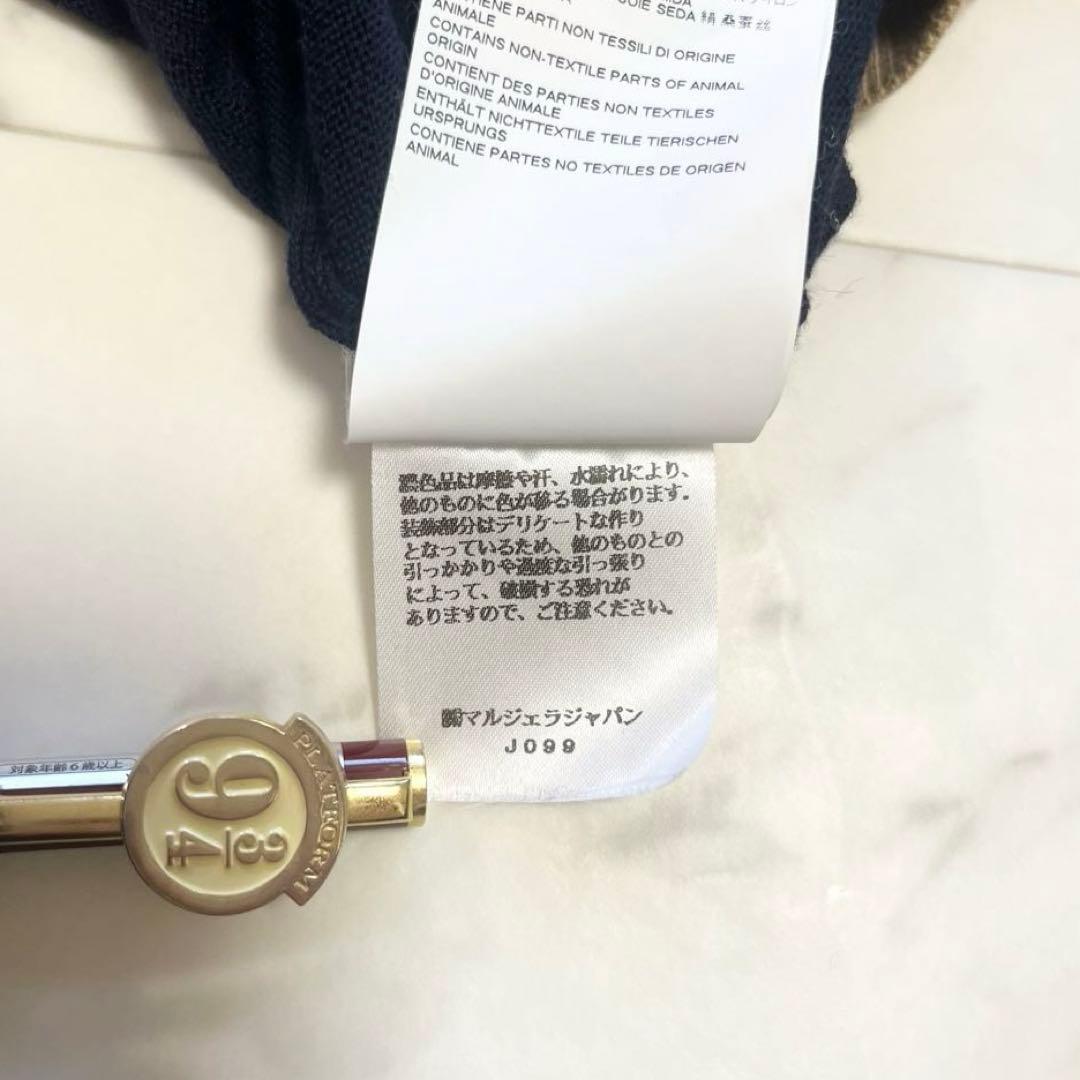 SEDA 絹 桑蚕丝
CONTIENE PARTI NON TESSILI DI ORIGINE
ANIMALE
CONTAINS NON-TEXTILE PARTS OF ANIMAL
ORIGIN
CONTIENT DES PARTIES NON TEXTILES
D'ORIGINE ANIMALE
ENTHÄLT NICHTTEXTILE TEILE TIERISCHEN
URSPRUNGS
CONTIENE PARTES NO TEXTILES DE ORIGEN
ANIMAL
濃色品は摩擦や汗、水濡れにより、
他のものに色が移る場合があります。
装飾部分はデリケートな作り
となっているため、他のものとの
引っかかりや過度な引っ張り
によって、破損する恐れが
ありますので、ご注意ください。
㈱マルジェラジャパン
J099
対象年齢6歳以上
9 3/4
PLATFORM